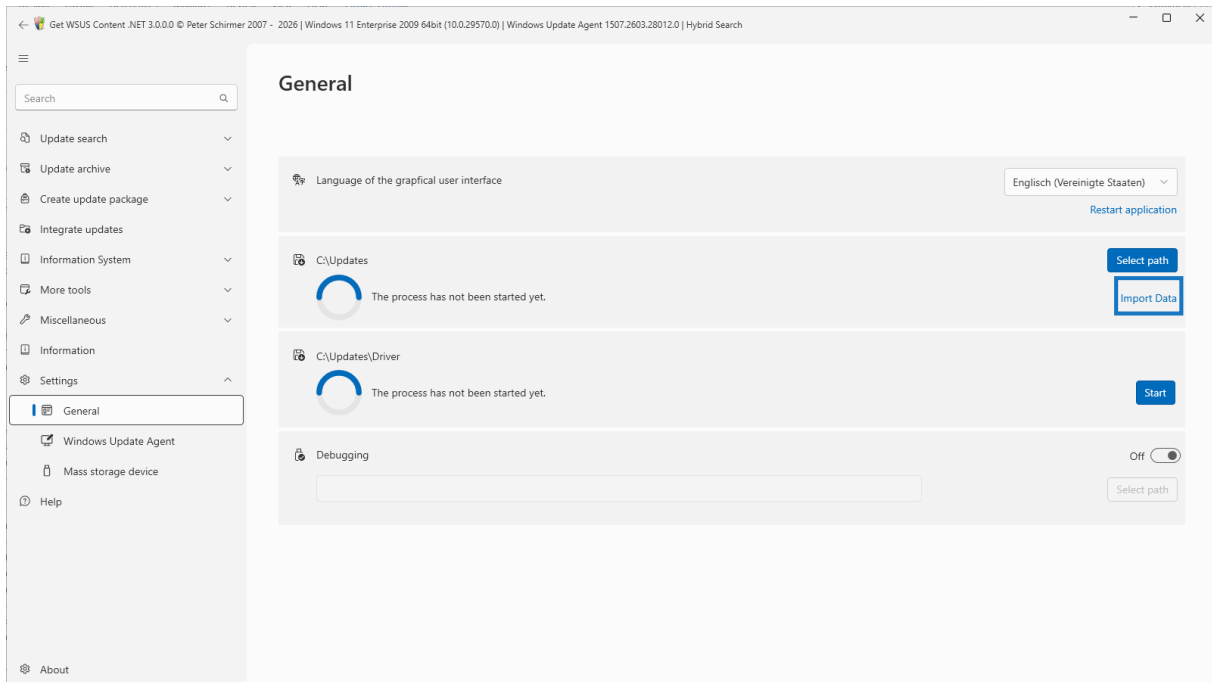 Get WSUS Content .NET 3.0.0.0 © Peter Schirmer 2007 - 2026 | Windows 11 Enterprise 2009 64bit (10.0.29570.0) | Windows Update Agent 1507.2603.28012.0 | Hybrid Search
Search
Update search
Update archive
Create update package
Integrate updates
Information System
More tools
Miscellaneous
Information
Settings
General
Windows Update Agent
Mass storage device
Help
About
General
Language of the grapfical user interface
Englisch (Vereinigte Staaten)
Restart application
C:\Updates
Select path
The process has not been started yet.
Import Data
C:\Updates\Driver
The process has not been started yet.
Start
Debugging
Off
Select path